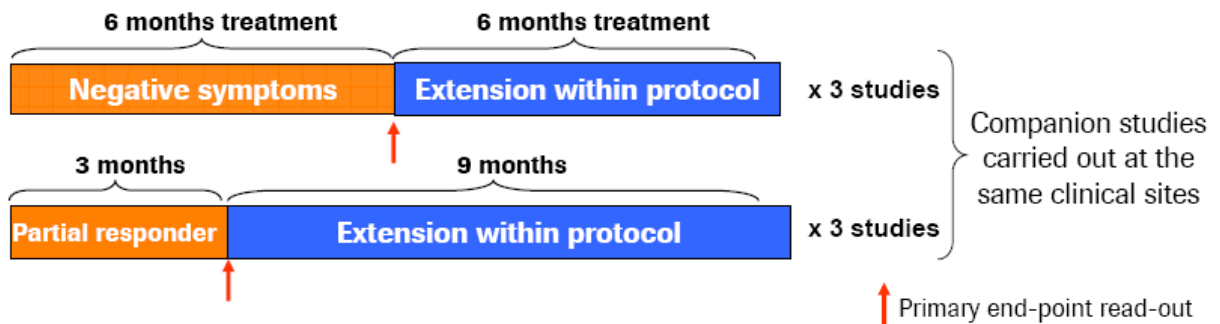 6 months treatment
6 months treatment
Negative symptoms
Extension within protocol
x 3 studies
3 months
9 months
Partial responder
Extension within protocol
x 3 studies
Companion studies
carried out at the
same clinical sites
Primary end-point read-out